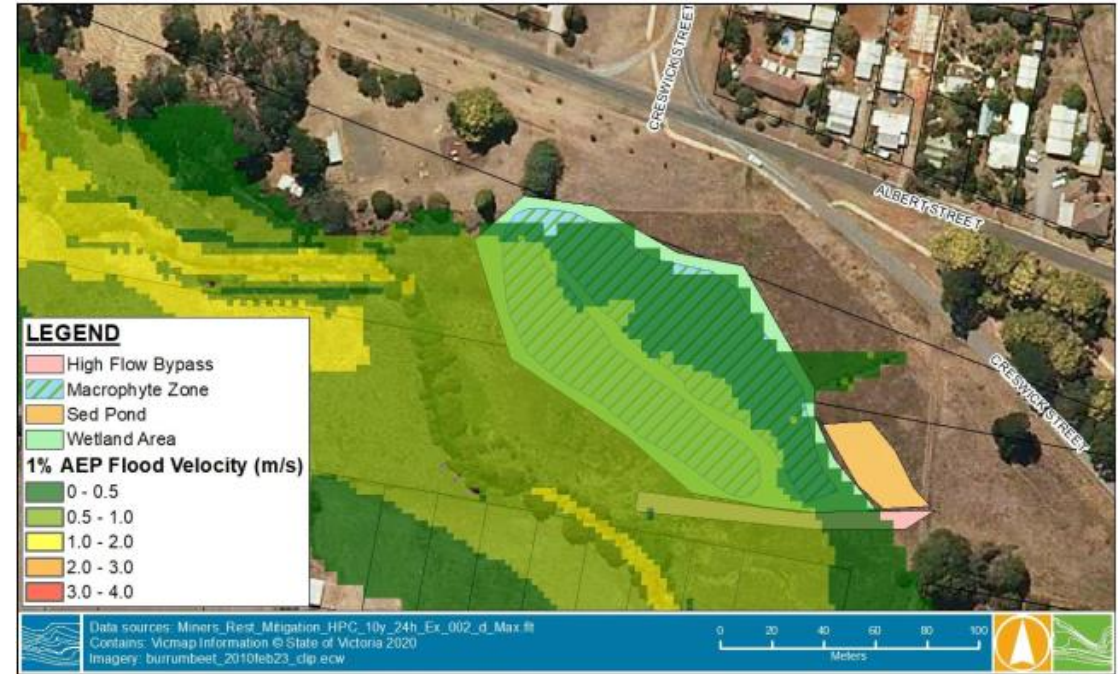 CRESWICK STREET
ALBERT STREET
CRESWICK STREET
LEGEND
High Flow Bypass
Macrophyte Zone
Sed Pond
Wetland Area
1% AEP Flood Velocity (m/s)
0 - 0.5
0.5 - 1.0
1.0 - 2.0
2.0 - 3.0
3.0 - 4.0
Data sources: Miners_Rest_Mitigation_HPC_10y_24h_Ex_002_d_Max.flt
Contains: Vicmap Information © State of Victoria 2020
Imagery: burrumbeet_2010feb23_clip.ecw
0 20 40 60 80 100
Meters